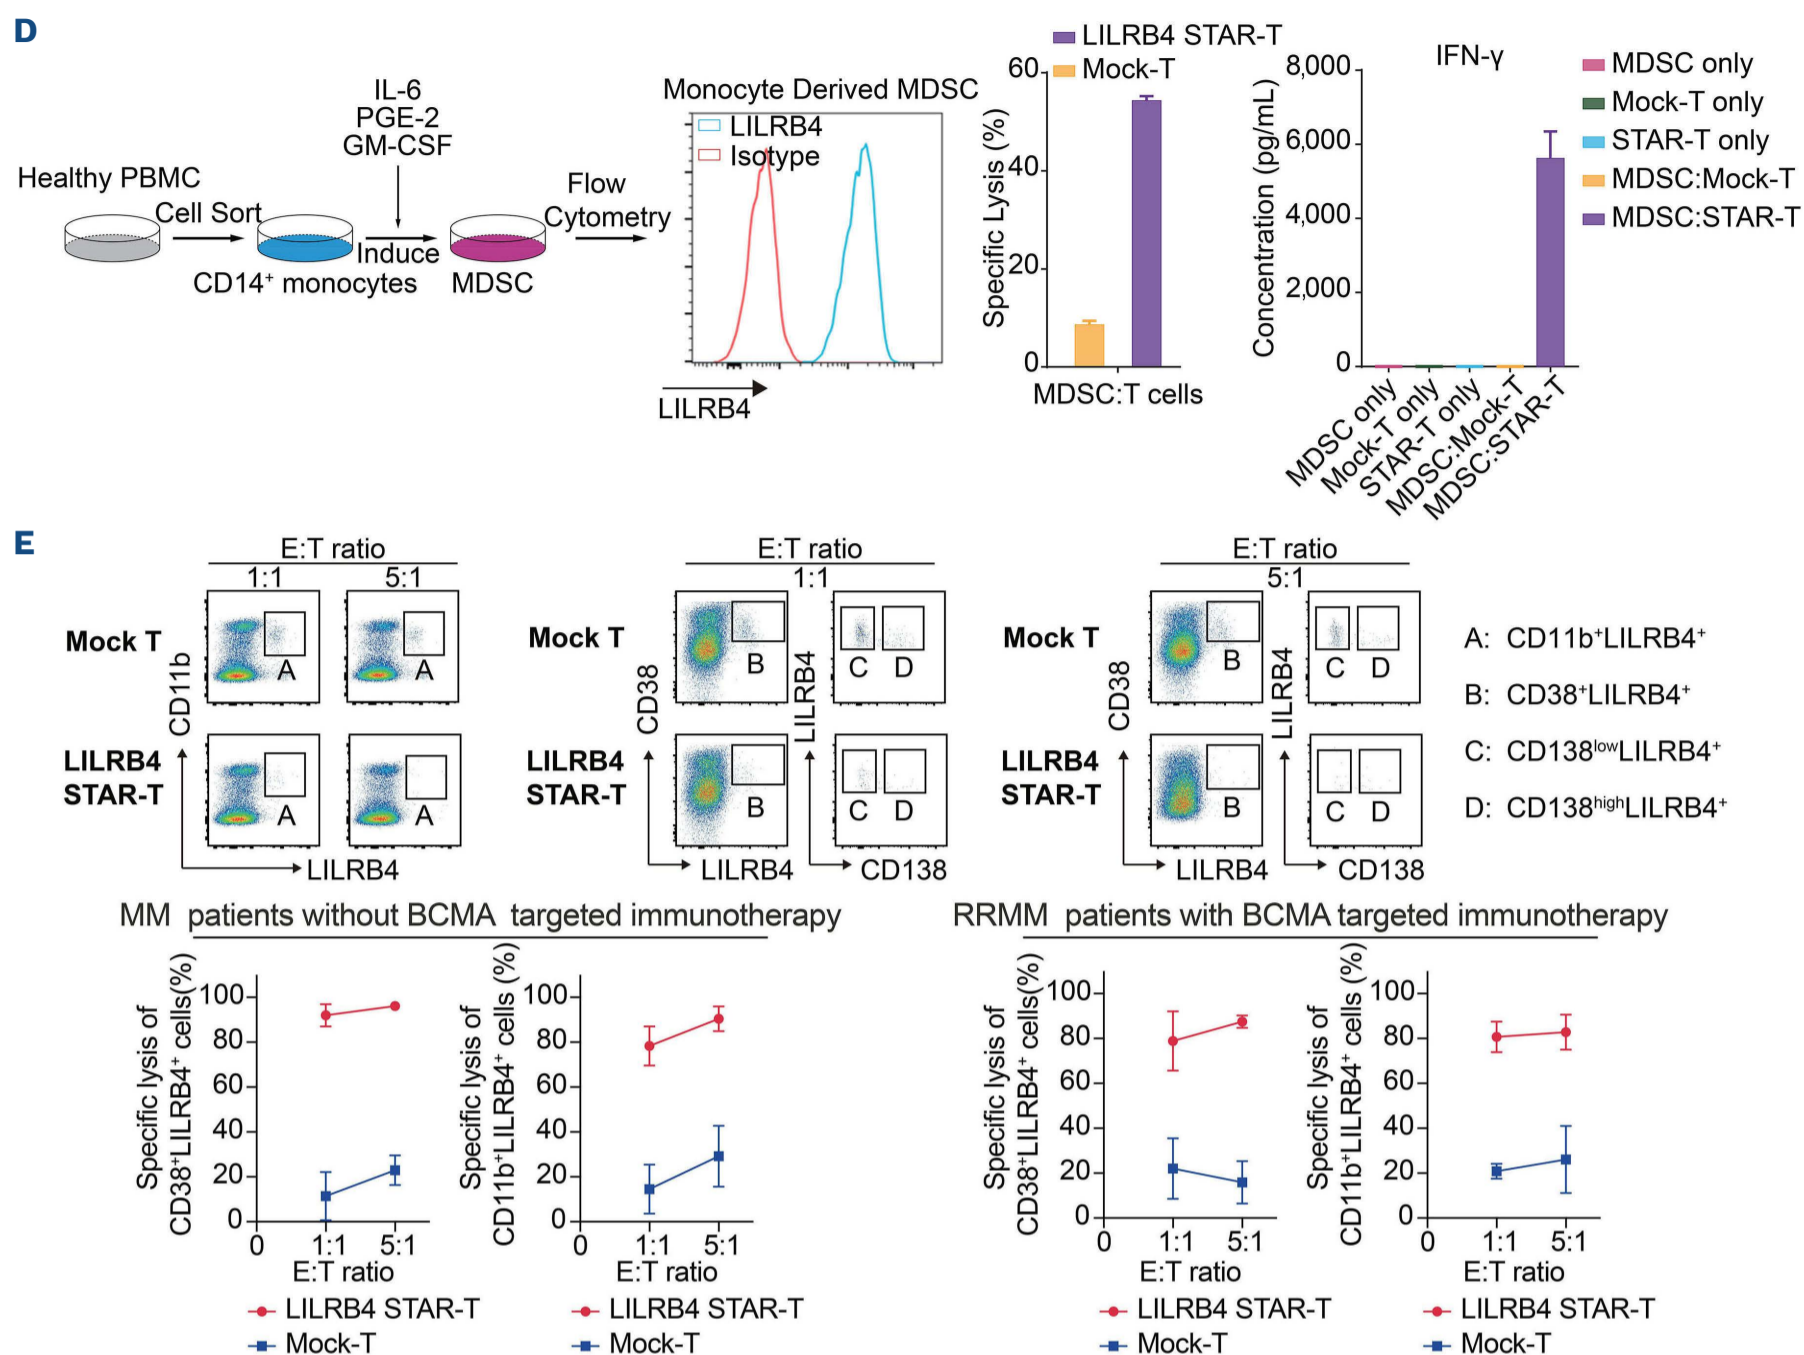 D
Healthy PBMC
Cell Sort
CD14⁺ monocytes
IL-6
PGE-2
GM-CSF
Induce
MDSC
Flow
Cytometry
Monocyte Derived MDSC
LILRB4
Isotype
LILRB4
LILRB4 STAR-T
Mock-T
Specific Lysis (%)
60
40
20
0
MDSC:T cells
IFN-γ
Concentration (pg/mL)
8,000
6,000
4,000
2,000
0
MDSC only
Mock-T only
STAR-T only
MDSC:Mock-T
MDSC:STAR-T
MDSC only
Mock-T only
STAR-T only
MDSC:Mock-T
MDSC:STAR-T
E
E:T ratio
1:1 5:1
Mock T
A A
CD11b
LILRB4
STAR-T
A A
LILRB4
E:T ratio
1:1
Mock T
CD38
B
LILRB4
C D
LILRB4
STAR-T
B
C D
LILRB4
CD138
E:T ratio
5:1
Mock T
CD38
B
LILRB4
C D
LILRB4
STAR-T
B
C D
LILRB4
CD138
A: CD11b⁺LILRB4⁺
B: CD38⁺LILRB4⁺
C: CD138ˡᵒʷLILRB4⁺
D: CD138ʰⁱᵍʰLILRB4⁺
MM patients without BCMA targeted immunotherapy
Specific lysis of
CD38⁺LILRB4⁺ cells(%)
100
80
60
40
20
0
0 1:1 5:1
E:T ratio
LILRB4 STAR-T
Mock-T
Specific lysis of
CD11b⁺LILRB4⁺ cells (%)
100
80
60
40
20
0
0 1:1 5:1
E:T ratio
LILRB4 STAR-T
Mock-T
RRMM patients with BCMA targeted immunotherapy
Specific lysis of
CD38⁺LILRB4⁺ cells(%)
100
80
60
40
20
0
0 1:1 5:1
E:T ratio
LILRB4 STAR-T
Mock-T
Specific lysis of
CD11b⁺LILRB4⁺ cells (%)
100
80
60
40
20
0
0 1:1 5:1
E:T ratio
LILRB4 STAR-T
Mock-T